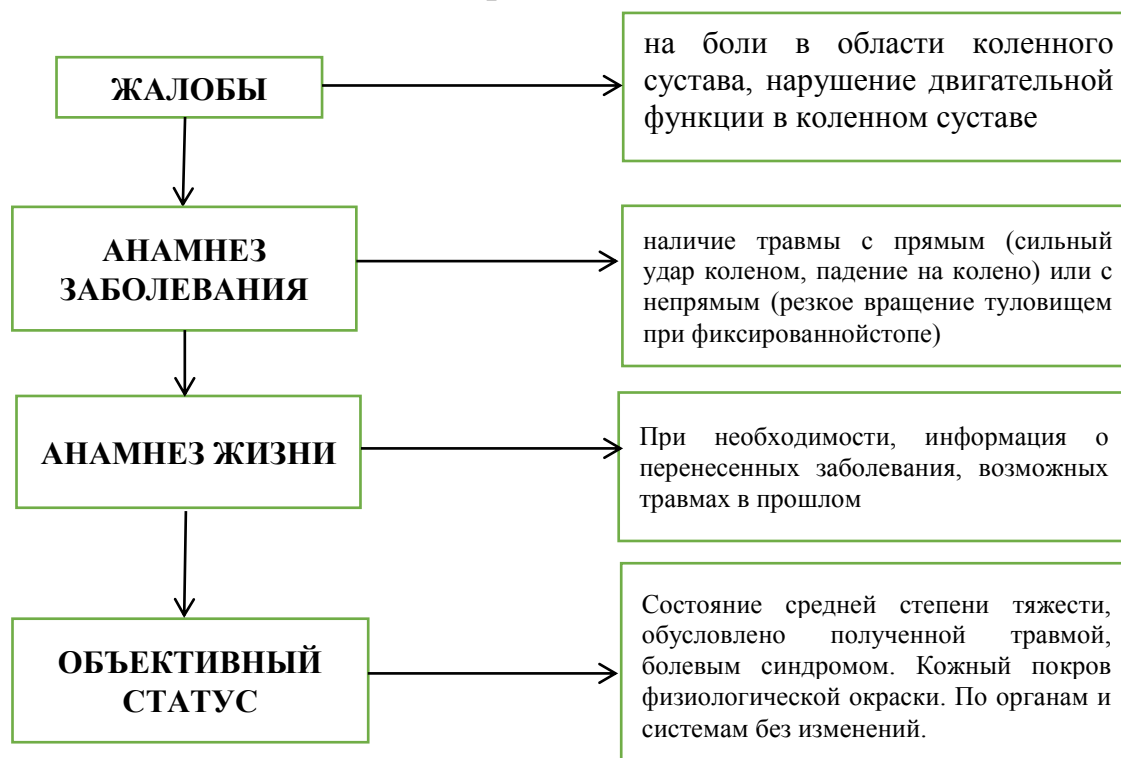 ЖАЛОБЫ
на боли в области коленного
сустава, нарушение двигательной
функции в коленном суставе
АНАМНЕЗ
ЗАБОЛЕВАНИЯ
наличие травмы с прямым (сильный
удар коленом, падение на колено) или с
непрямым (резкое вращение туловищем
при фиксированнойстопе)
АНАМНЕЗ ЖИЗНИ
При необходимости, информация о
перенесенных заболевания, возможных
травмах в прошлом
ОБЪЕКТИВНЫЙ
СТАТУС
Состояние средней степени тяжести,
обусловлено полученной травмой,
болевым синдромом. Кожный покров
физиологической окраски. По органам и
системам без изменений.